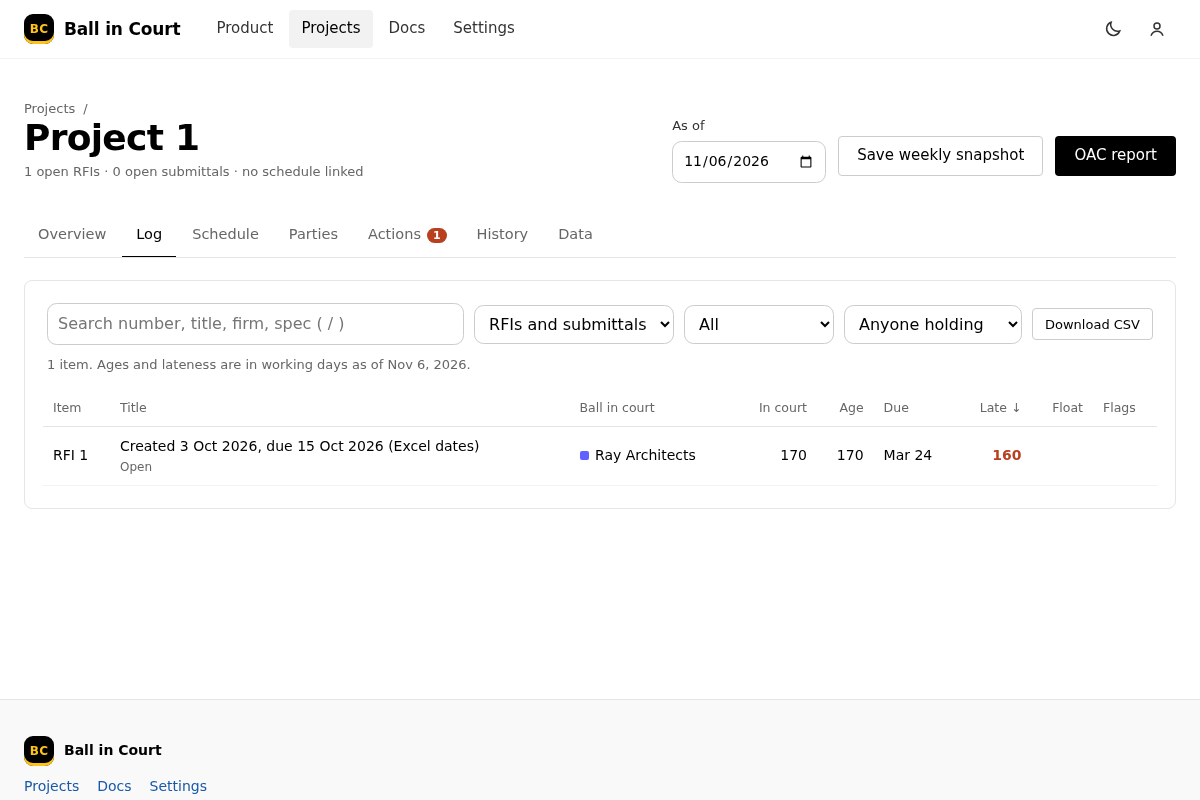 BC Ball in Court Product Projects Docs Settings
Projects /
Project 1
1 open RFIs · 0 open submittals · no schedule linked
As of
11/06/2026 Save weekly snapshot OAC report
Overview Log Schedule Parties Actions 1 History Data
Search number, title, firm, spec ( / ) RFIs and submittals All Anyone holding Download CSV
1 item. Ages and lateness are in working days as of Nov 6, 2026.
Item Title Ball in court In court Age Due Late ↓ Float Flags
RFI 1 Created 3 Oct 2026, due 15 Oct 2026 (Excel dates) Ray Architects 170 170 Mar 24 160
Open
BC Ball in Court
Projects Docs Settings